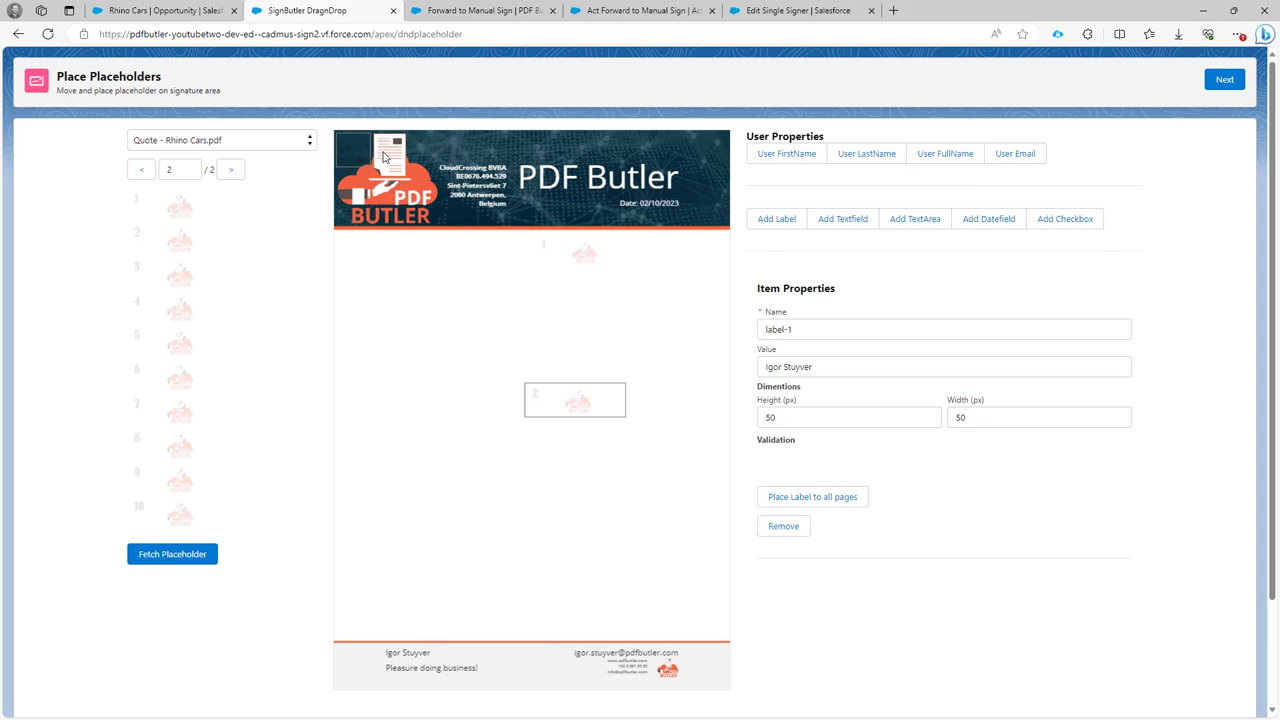 Rhino Cars | Opportunity | Salesf
SignButler DragnDrop
Forward to Manual Sign | PDF Bu
Act Forward to Manual Sign | Act
Edit Single Signer | Salesforce
https://pdfbutler-youtubetwo-dev-ed--cadmus-sign2.vf.force.com/apex/dndplaceholder
Place Placeholders
Move and place placeholder on signature area
Next
Quote - Rhino Cars.pdf
< 2 / 2 >
1
2
3
4
5
6
7
8
9
10
Fetch Placeholder
PDF
BUTLER
CloudCrossing BVBA
BE0676.494.529
Sint-Pietersvliet 7
2000 Antwerpen,
Belgium
PDF Butler
Date: 02/10/2023
1
2
Igor Stuyver
Pleasure doing business!
igor.stuyver@pdfbutler.com
www.pdfbutler.com
info@pdfbutler.com
User Properties
User FirstName
User LastName
User FullName
User Email
Add Label
Add Textfield
Add TextArea
Add Datefield
Add Checkbox
Item Properties
* Name
label-1
Value
Igor Stuyver
Dimentions
Height (px)
Width (px)
50
50
Validation
Place Label to all pages
Remove